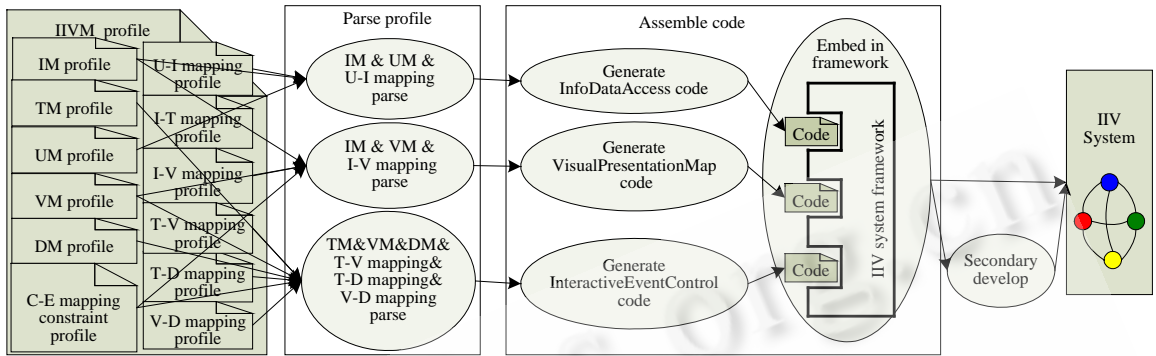 IIVM profile
IM profile
TM profile
UM profile
VM profile
DM profile
C-E mapping
constraint
profile
U-I mapping
profile
I-T mapping
profile
I-V mapping
profile
T-V mapping
profile
T-D mapping
profile
V-D mapping
profile
Parse profile
IM & UM &
U-I mapping
parse
IM & VM &
I-V mapping
parse
TM&VM&DM&
T-V mapping&
T-D mapping&
V-D mapping
parse
Assemble code
Generate
InfoDataAccess code
Generate
VisualPresentationMap
code
Generate
InteractiveEventControl
code
Embed in
framework
Code
Code
Code
IIV system framework
Secondary
develop
IIV
System